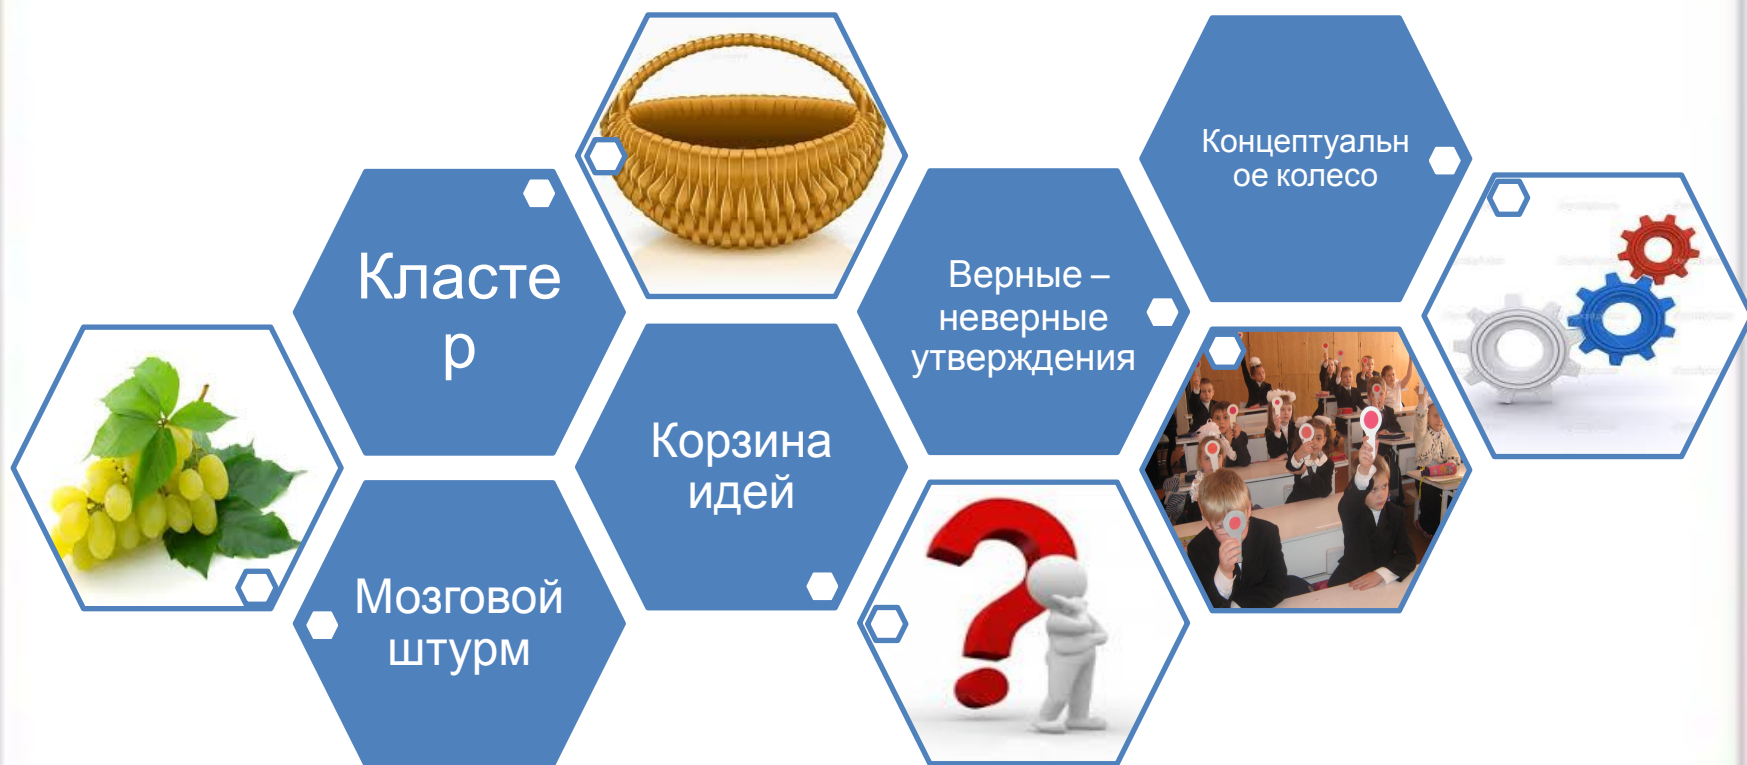 Класте
р
Мозговой
штурм
Корзина
идей
Верные –
неверные
утверждения
Концептуальн
ое колесо